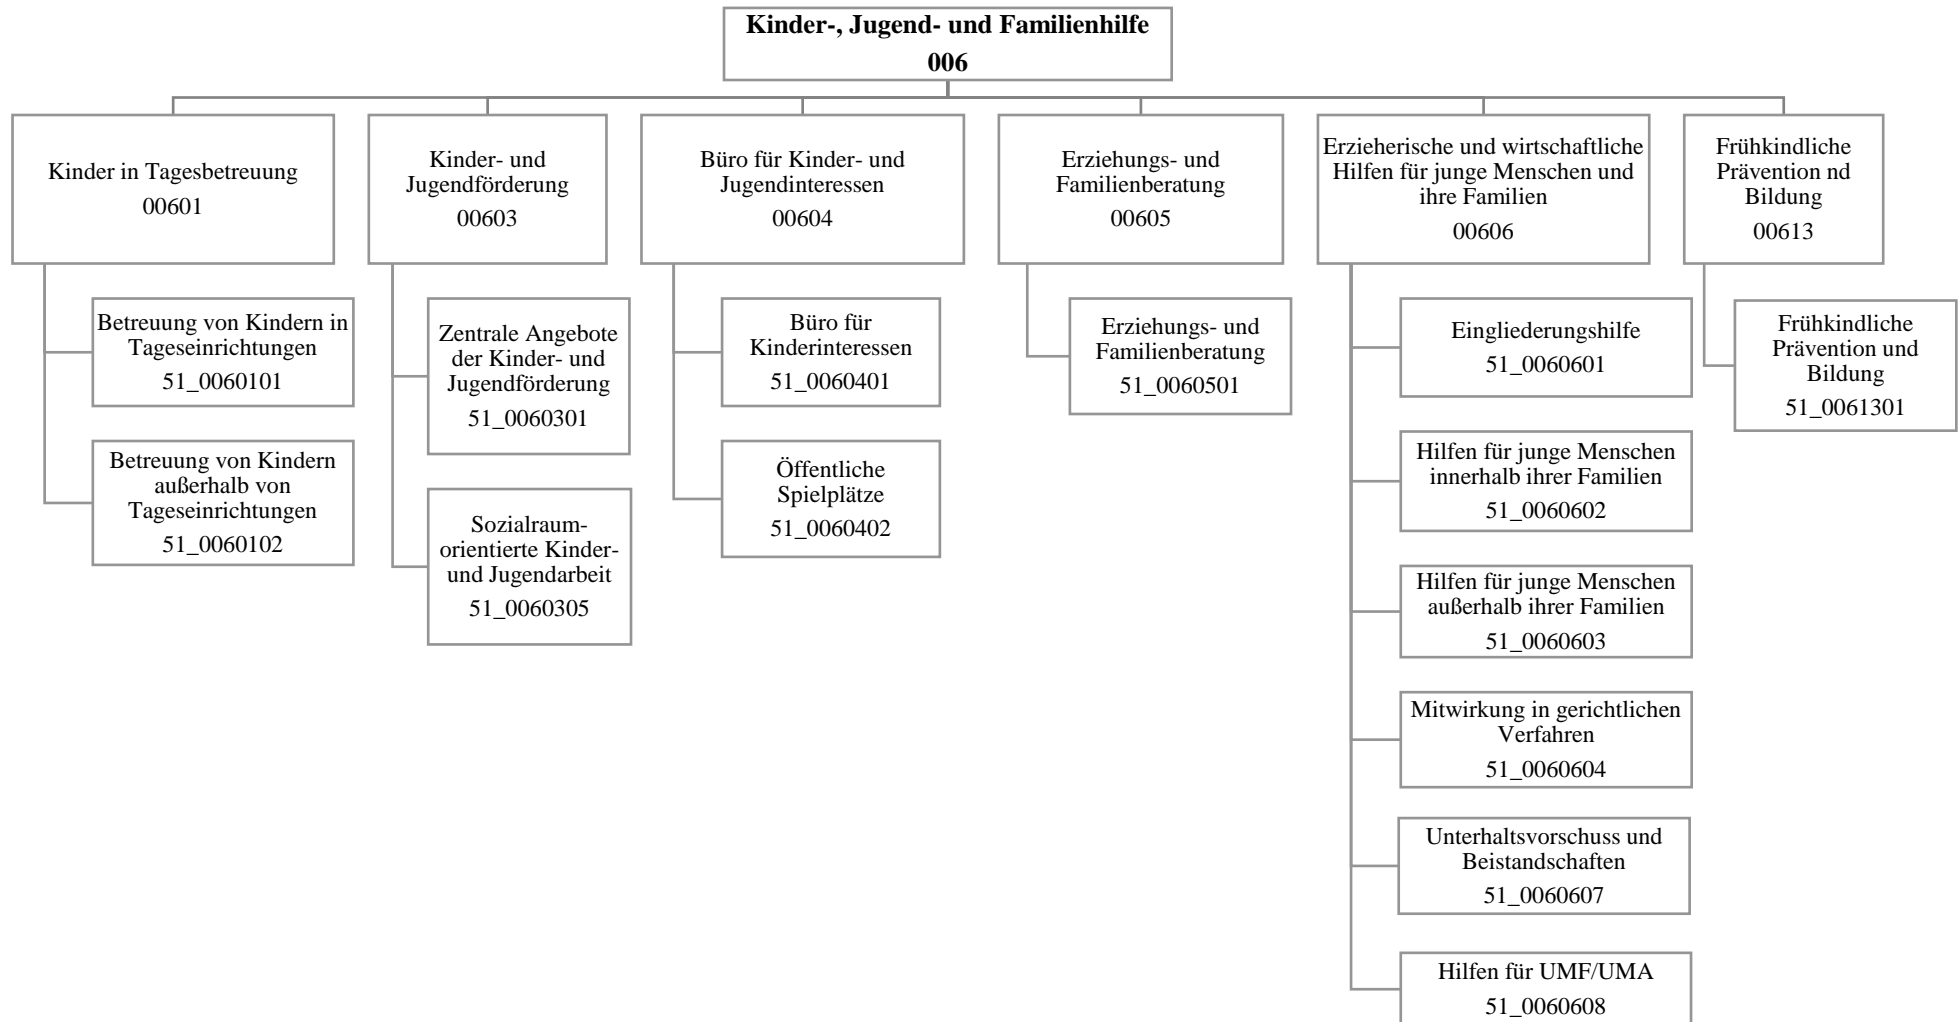 Kinder-, Jugend- und Familienhilfe
006
Kinder in Tagesbetreuung
00601
Betreuung von Kindern in
Tageseinrichtungen
51_0060101
Betreuung von Kindern
außerhalb von
Tageseinrichtungen
51_0060102
Kinder- und
Jugendförderung
00603
Zentrale Angebote
der Kinder- und
Jugendförderung
51_0060301
Sozialraum-
orientierte Kinder-
und Jugendarbeit
51_0060305
Büro für Kinder- und
Jugendinteressen
00604
Büro für
Kinderinteressen
51_0060401
Öffentliche
Spielplätze
51_0060402
Erziehungs- und
Familienberatung
00605
Erziehungs- und
Familienberatung
51_0060501
Erzieherische und wirtschaftliche
Hilfen für junge Menschen und
ihre Familien
00606
Eingliederungshilfe
51_0060601
Hilfen für junge Menschen
innerhalb ihrer Familien
51_0060602
Hilfen für junge Menschen
außerhalb ihrer Familien
51_0060603
Mitwirkung in gerichtlichen
Verfahren
51_0060604
Unterhaltsvorschuss und
Beistandschaften
51_0060607
Hilfen für UMF/UMA
51_0060608
Frühkindliche
Prävention nd
Bildung
00613
Frühkindliche
Prävention und
Bildung
51_0061301